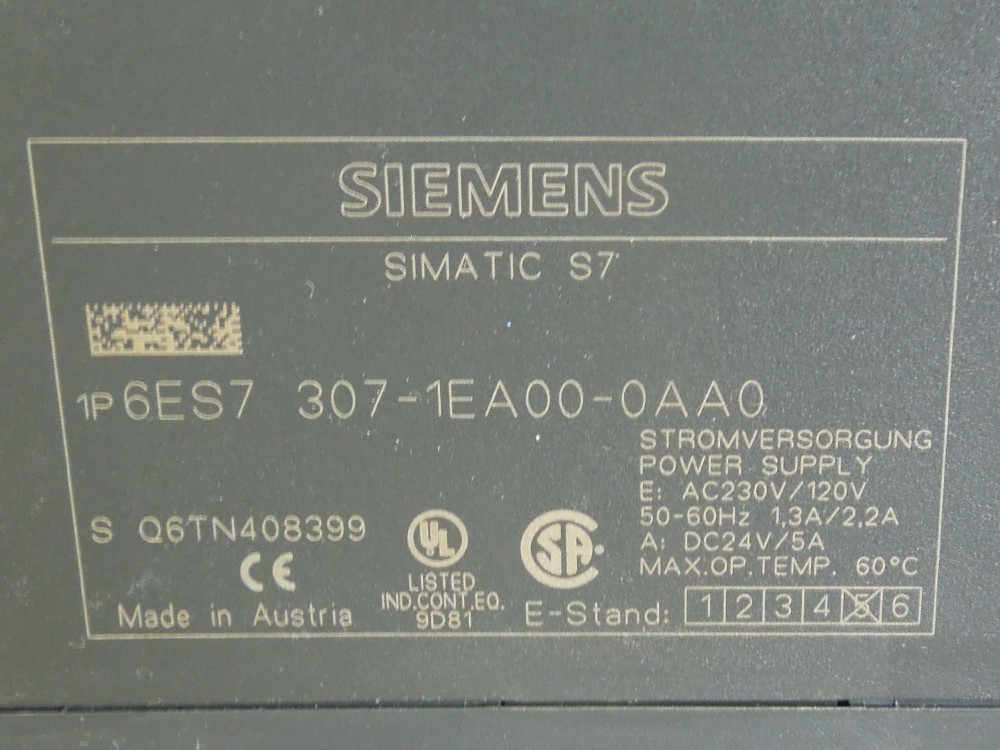 SIEMENS
SIMATIC S7
1P 6ES7 307-1EA00-0AA0
STROMVERSORGUNG
POWER SUPPLY
E: AC230V/120V
50-60Hz 1,3A/2,2A
A: DC24V/5A
MAX.OP.TEMP. 60°C
S Q6TN408399
CE
Made in Austria
UL
LISTED
IND.CONT.EQ.
9D81
SA
E-Stand: 1 2 3 4 5 6